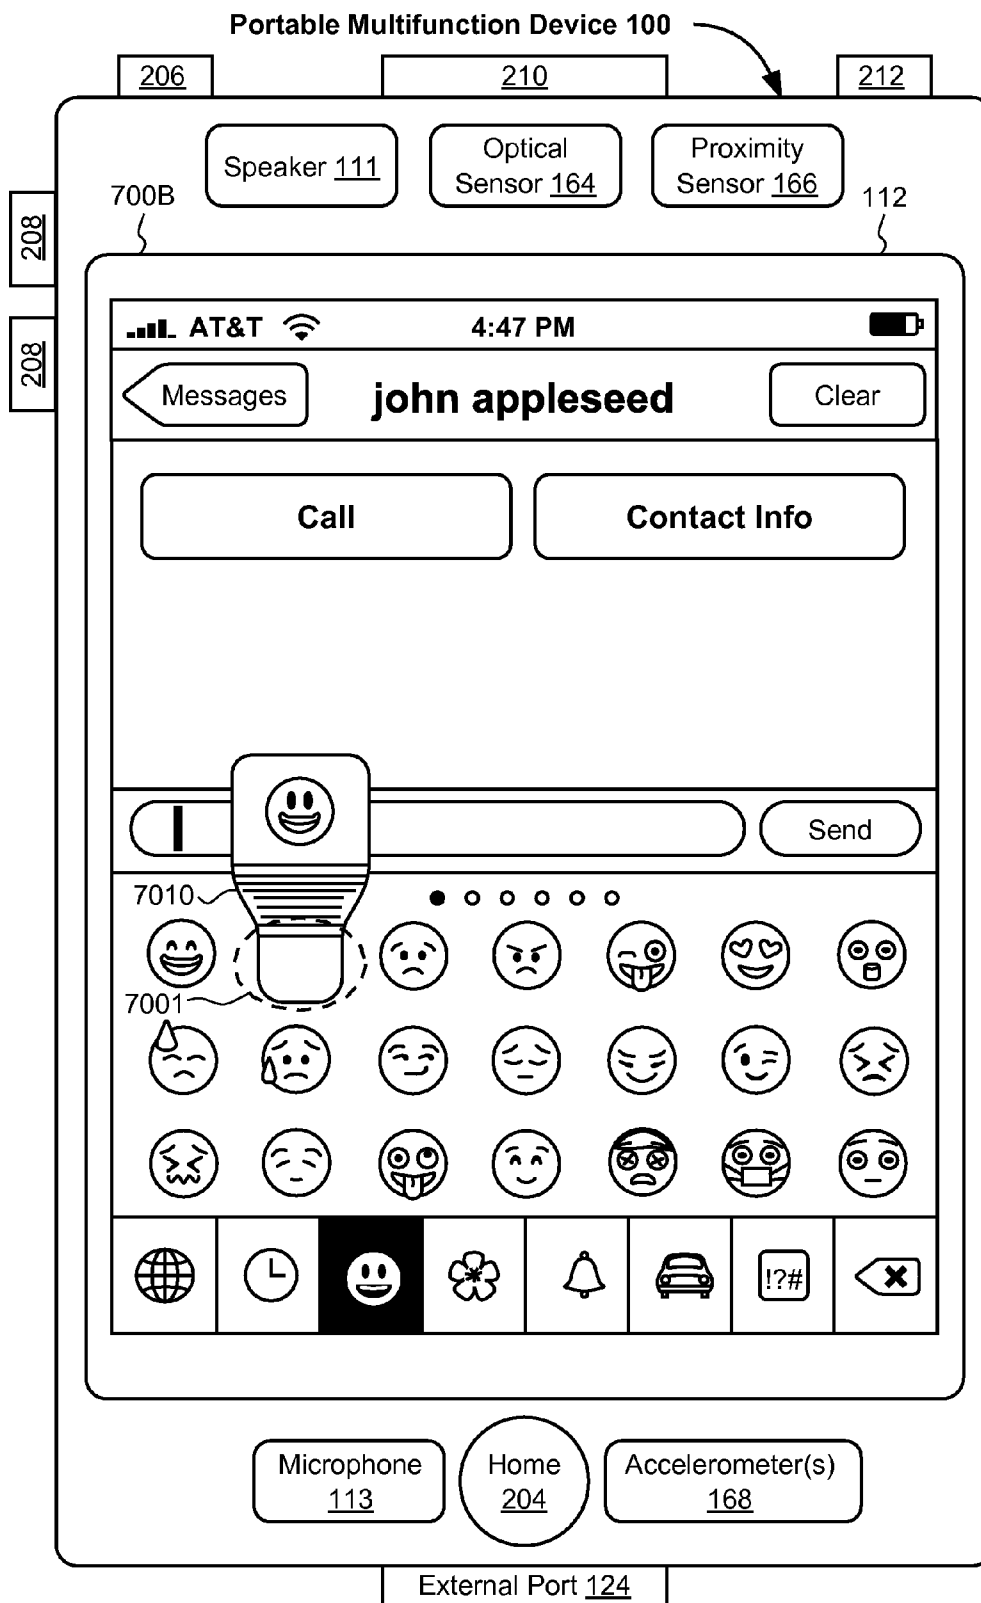 Portable Multifunction Device 100
206
210
212
Speaker 111
Optical
Sensor 164
Proximity
Sensor 166
700B
112
208
208
AT&T
4:47 PM
Messages
john appleseed
Clear
Call
Contact Info
Send
7010
7001
!?#
Microphone
113
Home
204
Accelerometer(s)
168
External Port 124